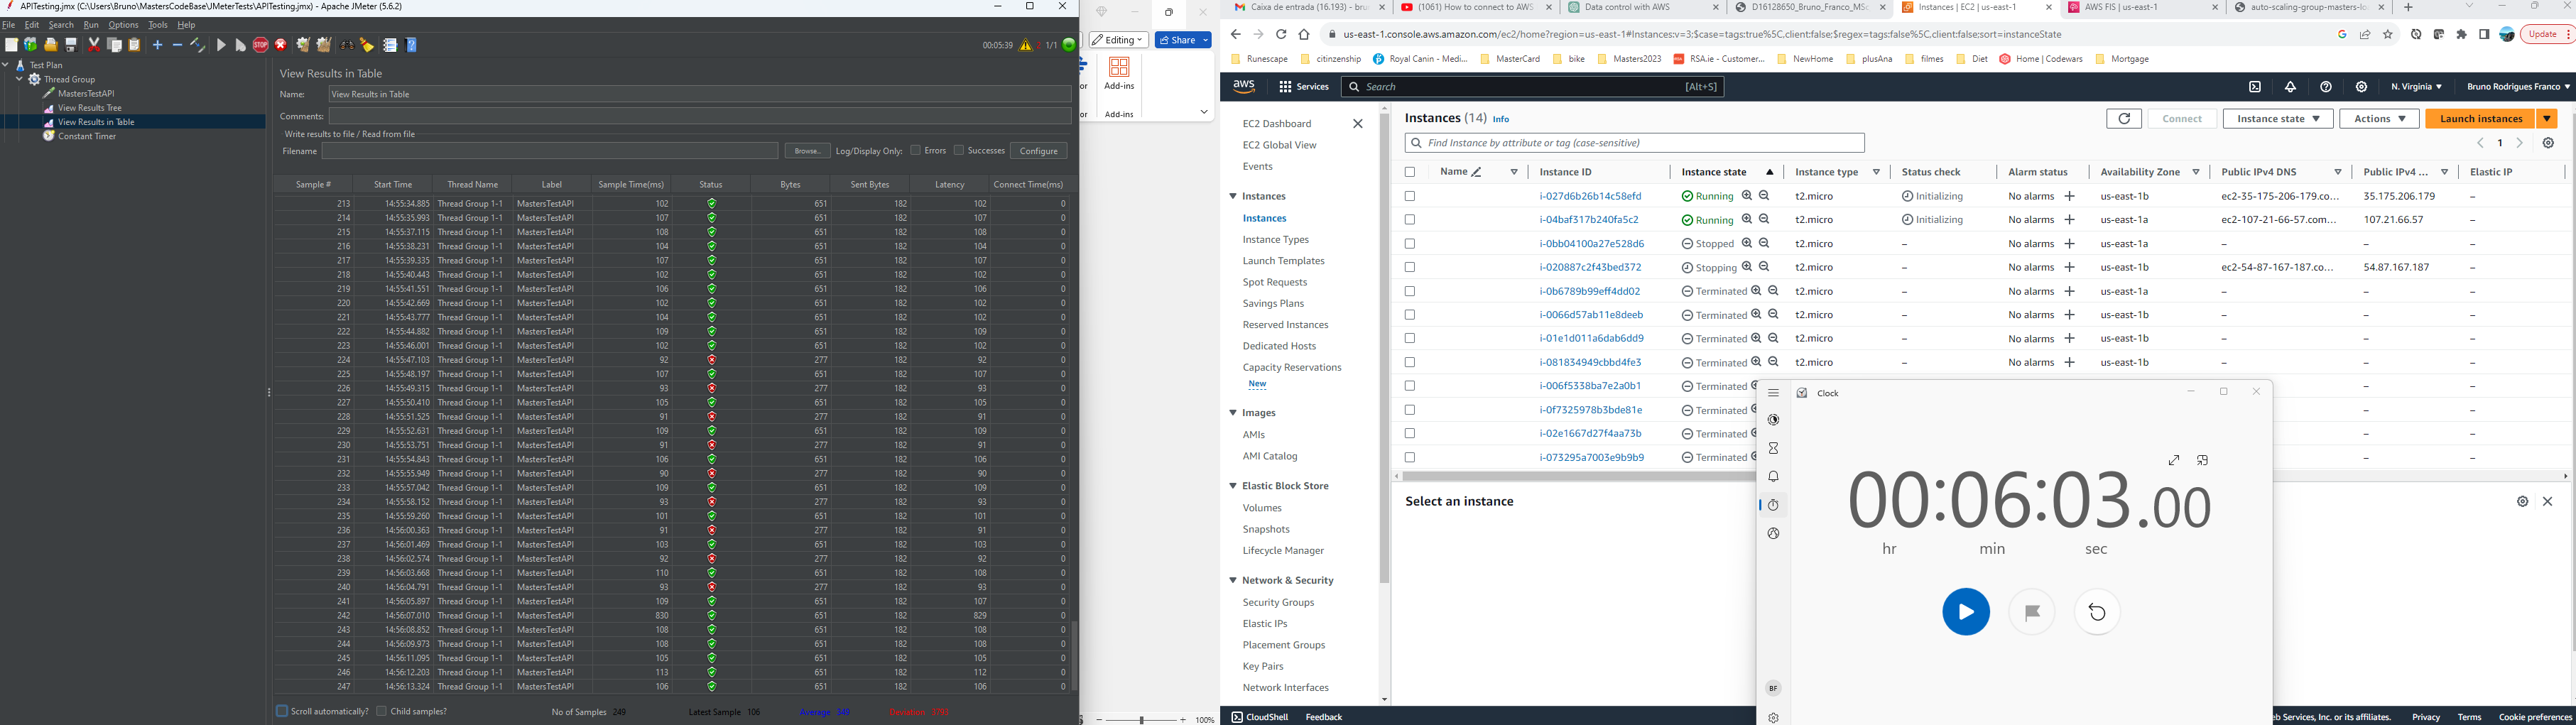 APITesting.jmx (C:\Users\Bruno\MastersCodeBase\JMeterTests\APITesting.jmx) - Apache JMeter (5.6.2)
File Edit Search Run Options Tools Help
00:05:39 2 1/1
Test Plan
Thread Group
MastersTestAPI
View Results Tree
View Results in Table
Constant Timer
View Results in Table
Name: View Results in Table
Comments:
Write results to file / Read from file
Filename Browse... Log/Display Only: Errors Successes Configure
Sample # Start Time Thread Name Label Sample Time(ms) Status Bytes Sent Bytes Latency Connect Time(ms)
213 14:55:34.885 Thread Group 1-1 MastersTestAPI 102 651 182 102 0
214 14:55:35.993 Thread Group 1-1 MastersTestAPI 107 651 182 107 0
215 14:55:37.115 Thread Group 1-1 MastersTestAPI 108 651 182 108 0
216 14:55:38.231 Thread Group 1-1 MastersTestAPI 104 651 182 104 0
217 14:55:39.335 Thread Group 1-1 MastersTestAPI 107 651 182 107 0
218 14:55:40.443 Thread Group 1-1 MastersTestAPI 102 651 182 102 0
219 14:55:41.551 Thread Group 1-1 MastersTestAPI 106 651 182 106 0
220 14:55:42.669 Thread Group 1-1 MastersTestAPI 102 651 182 102 0
221 14:55:43.777 Thread Group 1-1 MastersTestAPI 104 651 182 102 0
222 14:55:44.882 Thread Group 1-1 MastersTestAPI 109 651 182 109 0
223 14:55:46.001 Thread Group 1-1 MastersTestAPI 102 651 182 102 0
224 14:55:47.103 Thread Group 1-1 MastersTestAPI 92 277 182 92 0
225 14:55:48.197 Thread Group 1-1 MastersTestAPI 107 651 182 107 0
226 14:55:49.315 Thread Group 1-1 MastersTestAPI 93 277 182 93 0
227 14:55:50.410 Thread Group 1-1 MastersTestAPI 105 651 182 105 0
228 14:55:51.525 Thread Group 1-1 MastersTestAPI 91 277 182 91 0
229 14:55:52.631 Thread Group 1-1 MastersTestAPI 109 651 182 109 0
230 14:55:53.751 Thread Group 1-1 MastersTestAPI 91 277 182 91 0
231 14:55:54.843 Thread Group 1-1 MastersTestAPI 106 651 182 106 0
232 14:55:55.949 Thread Group 1-1 MastersTestAPI 90 277 182 90 0
233 14:55:57.042 Thread Group 1-1 MastersTestAPI 109 651 182 109 0
234 14:55:58.152 Thread Group 1-1 MastersTestAPI 93 277 182 93 0
235 14:55:59.260 Thread Group 1-1 MastersTestAPI 101 651 182 101 0
236 14:56:00.363 Thread Group 1-1 MastersTestAPI 91 277 182 91 0
237 14:56:01.469 Thread Group 1-1 MastersTestAPI 103 651 182 103 0
238 14:56:02.574 Thread Group 1-1 MastersTestAPI 92 277 182 92 0
239 14:56:03.668 Thread Group 1-1 MastersTestAPI 110 651 182 108 0
240 14:56:04.791 Thread Group 1-1 MastersTestAPI 93 277 182 93 0
241 14:56:05.897 Thread Group 1-1 MastersTestAPI 109 651 182 107 0
242 14:56:07.010 Thread Group 1-1 MastersTestAPI 830 651 182 829 0
243 14:56:08.852 Thread Group 1-1 MastersTestAPI 108 651 182 108 0
244 14:56:09.973 Thread Group 1-1 MastersTestAPI 108 651 182 108 0
245 14:56:11.095 Thread Group 1-1 MastersTestAPI 105 651 182 105 0
246 14:56:12.203 Thread Group 1-1 MastersTestAPI 113 651 182 112 0
247 14:56:13.324 Thread Group 1-1 MastersTestAPI 106 651 182 106 0
Scroll automatically? Child samples? No of Samples 249 Latest Sample 106 Average 349 Deviation 3793
Editing Share
or Add-ins
or Add-ins
100%
Caixa de entrada (16.193) - bru
(1061) How to connect to AWS
Data control with AWS
D16128650_Bruno_Franco_MSc
Instances | EC2 | us-east-1
AWS FIS | us-east-1
auto-scaling-group-masters-lo
us-east-1.console.aws.amazon.com/ec2/home?region=us-east-1#Instances:v=3;$case=tags:true%5C,client:false;$regex=tags:false%5C,client:false;sort=instanceState
Update
Runescape citinzenship Royal Canin - Medi... MasterCard bike Masters2023 RSA.ie - Customer... NewHome plusAna filmes Diet Home | Codewars Mortgage
aws Services Search [Alt+S] N. Virginia Bruno Rodrigues Franco
EC2 Dashboard
EC2 Global View
Events
Instances
Instances
Instance Types
Launch Templates
Spot Requests
Savings Plans
Reserved Instances
Dedicated Hosts
Capacity Reservations
New
Images
AMIs
AMI Catalog
Elastic Block Store
Volumes
Snapshots
Lifecycle Manager
Network & Security
Security Groups
Elastic IPs
Placement Groups
Key Pairs
Network Interfaces
Instances (14) Info
Connect Instance state Actions Launch instances
Find Instance by attribute or tag (case-sensitive)
1
Name Instance ID Instance state Instance type Status check Alarm status Availability Zone Public IPv4 DNS Public IPv4 ... Elastic IP
i-027d6b26b14c58efd Running t2.micro Initializing No alarms + us-east-1b ec2-35-175-206-179.co... 35.175.206.179 –
i-04baf317b240fa5c2 Running t2.micro Initializing No alarms + us-east-1a ec2-107-21-66-57.com... 107.21.66.57 –
i-0bb04100a27e528d6 Stopped t2.micro – No alarms + us-east-1a – – –
i-020887c2f43bed372 Stopping t2.micro – No alarms + us-east-1b ec2-54-87-167-187.co... 54.87.167.187 –
i-0b6789b99eff4dd02 Terminated t2.micro – No alarms + us-east-1a – – –
i-0066d57ab11e8deeb Terminated t2.micro – No alarms + us-east-1b – – –
i-01e1d011a6dab6dd9 Terminated t2.micro – No alarms + us-east-1b – – –
i-081834949cbbd4fe3 Terminated t2.micro – No alarms + us-east-1b – – –
i-006f5338ba7e2a0b1 Terminated – –
i-0f7325978b3bde81e Terminated – –
i-02e1667d27f4aa73b Terminated – –
i-073295a7003e9b9b9 Terminated – –
Select an instance
Clock
00:06:03.00
hr min sec
BF
CloudShell Feedback eb Services, Inc. or its affiliates. Privacy Terms Cookie preferences